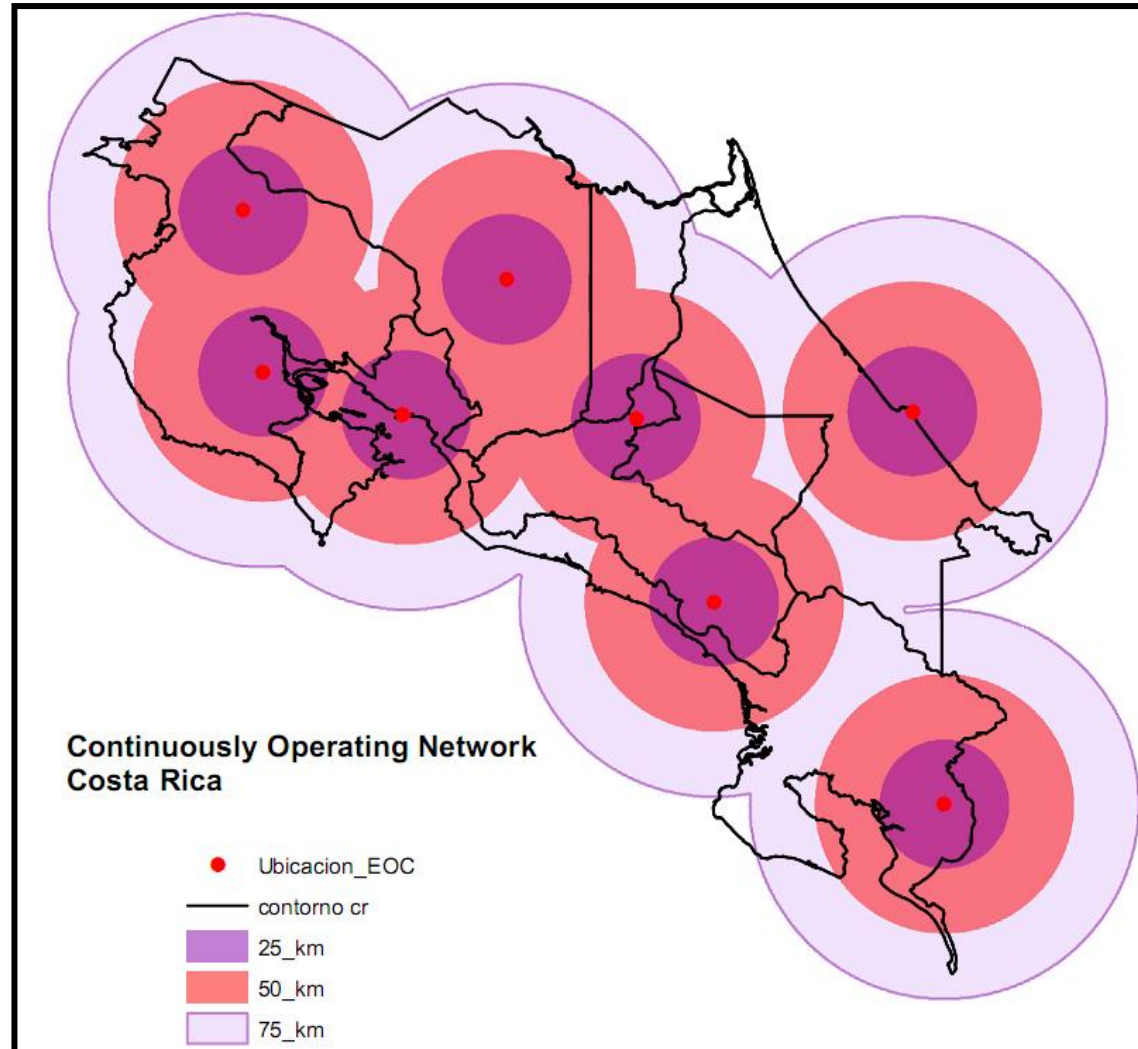 Continuously Operating Network
Costa Rica
Ubicacion_EOC
contorno cr
25_km
50_km
75_km